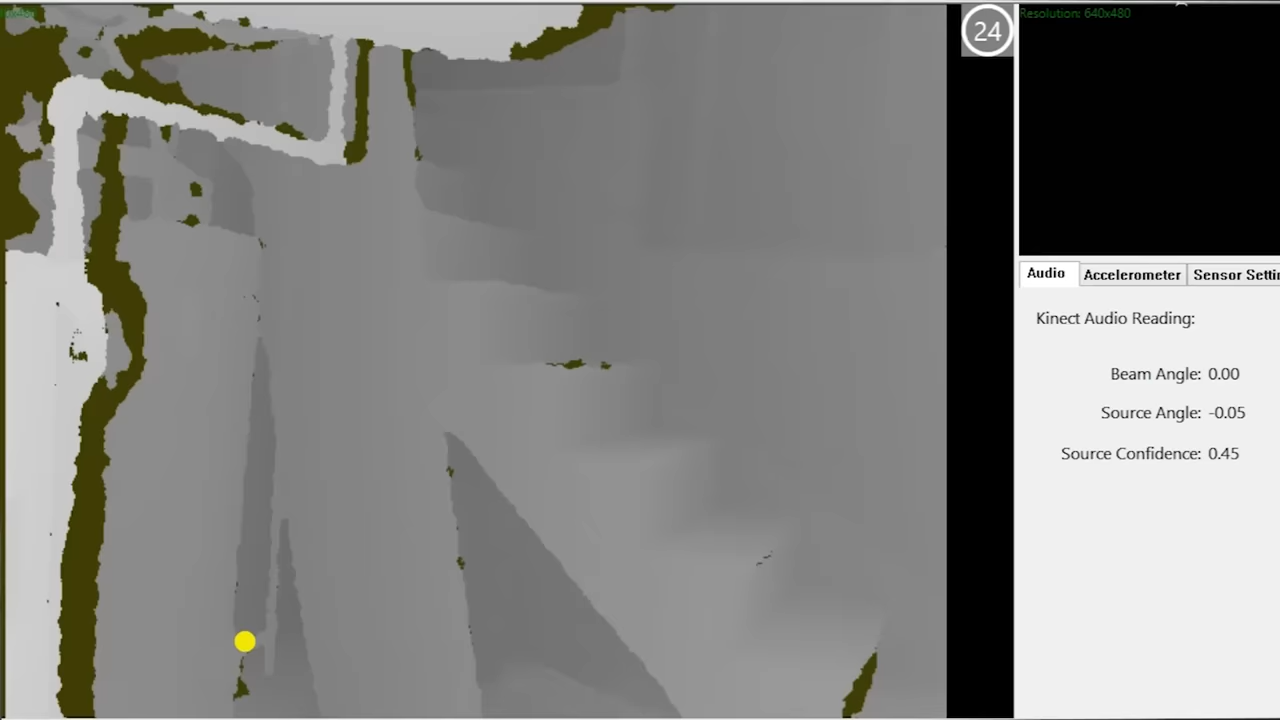 24
Resolution: 640x480
Audio
Accelerometer
Sensor Setti
Kinect Audio Reading:
Beam Angle: 0.00
Source Angle: -0.05
Source Confidence: 0.45